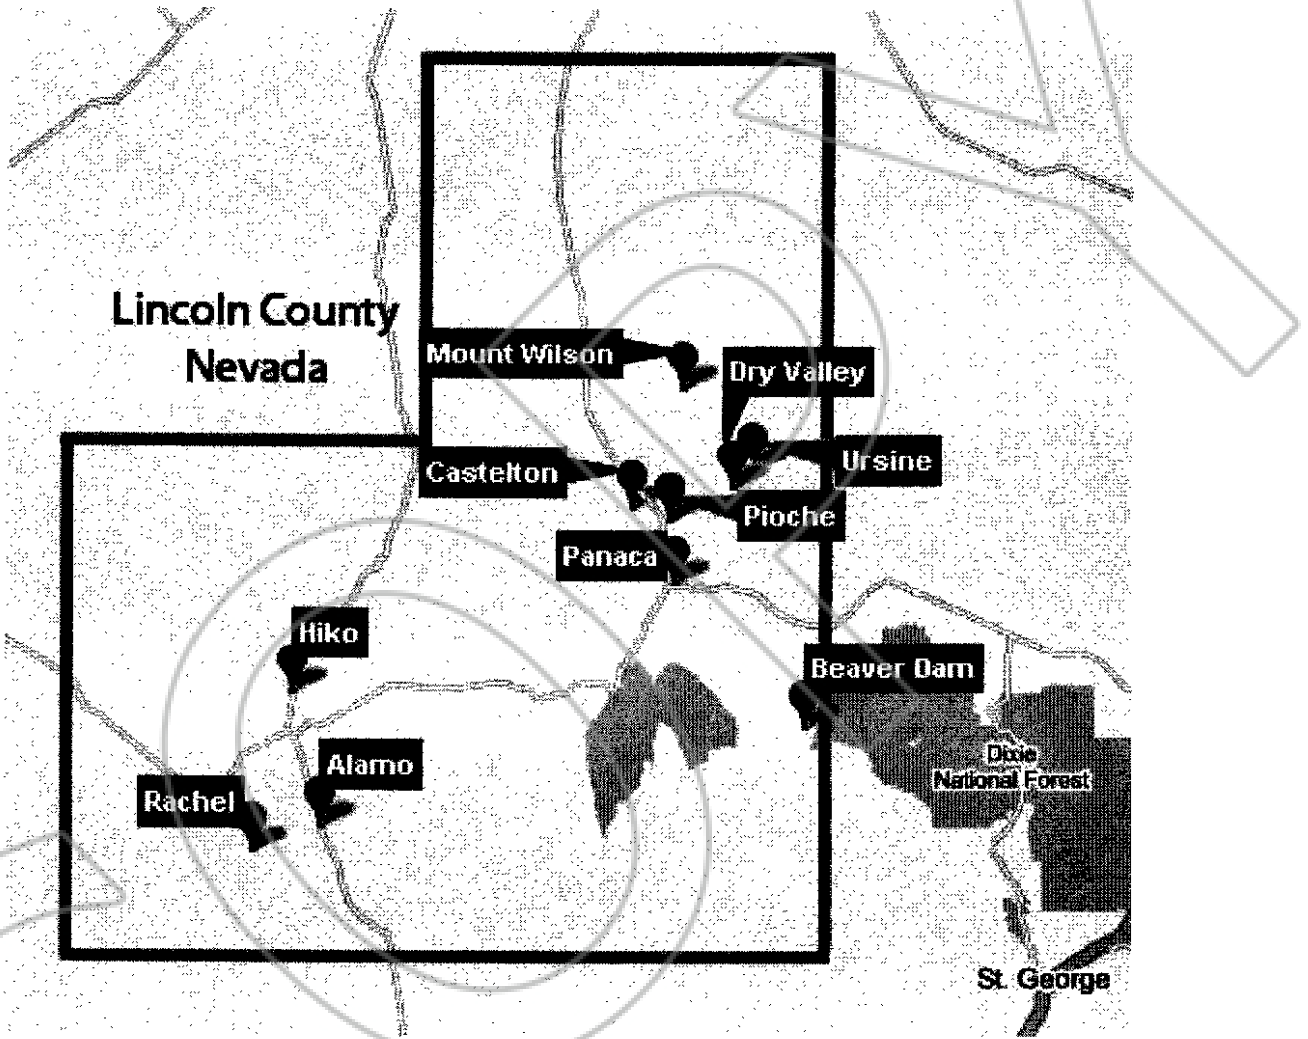 Lincoln County
Nevada
Mount Wilson
Dry Valley
Castelton
Ursine
Pioche
Panaca
Hiko
Beaver Dam
Alamo
Rachel
Dixie
National Forest
St. George